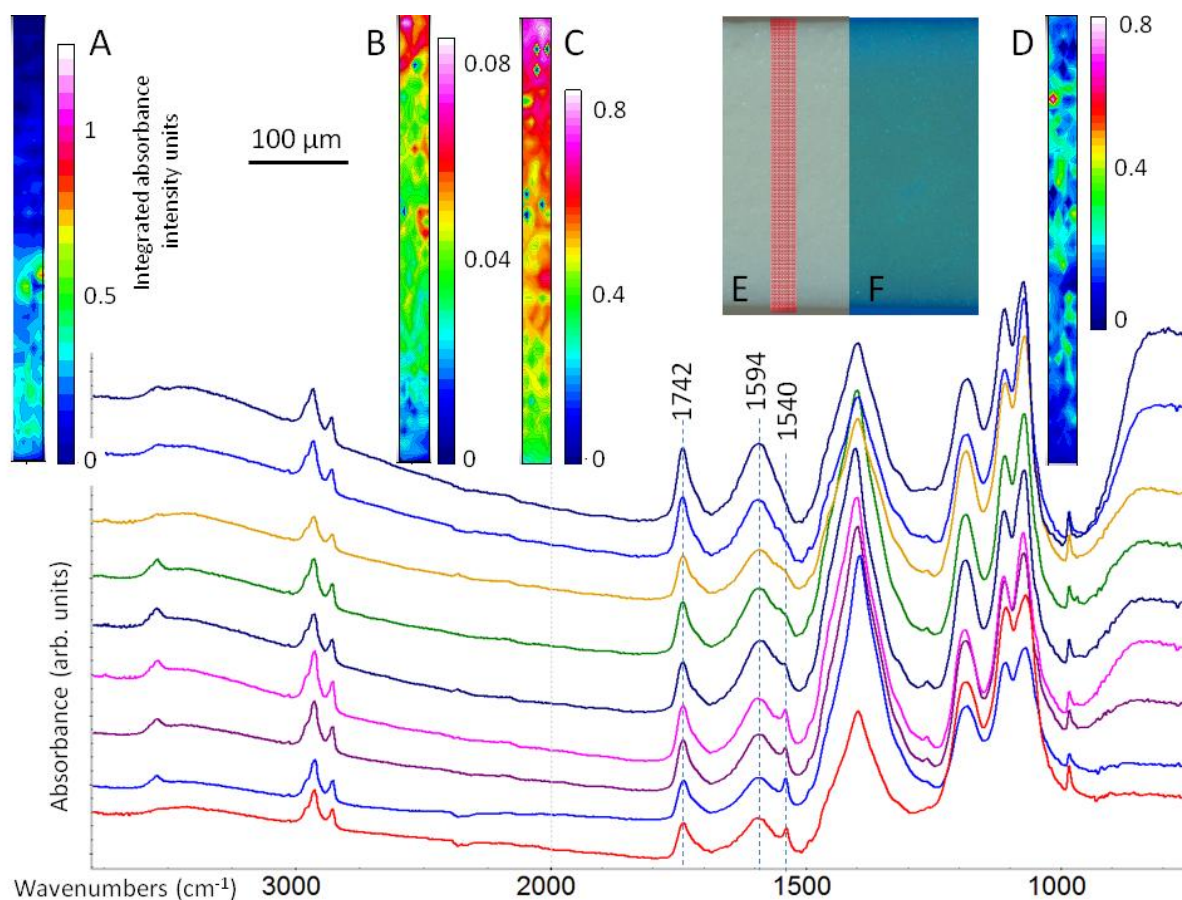 A
1
0.5
0
Integrated absorbance
intensity units
100 μm
B
0.08
0.04
0
C
0.8
0.4
0
E
F
D
0.8
0.4
0
1742
1594
1540
Absorbance (arb. units)
Wavenumbers (cm⁻¹)
3000
2000
1500
1000